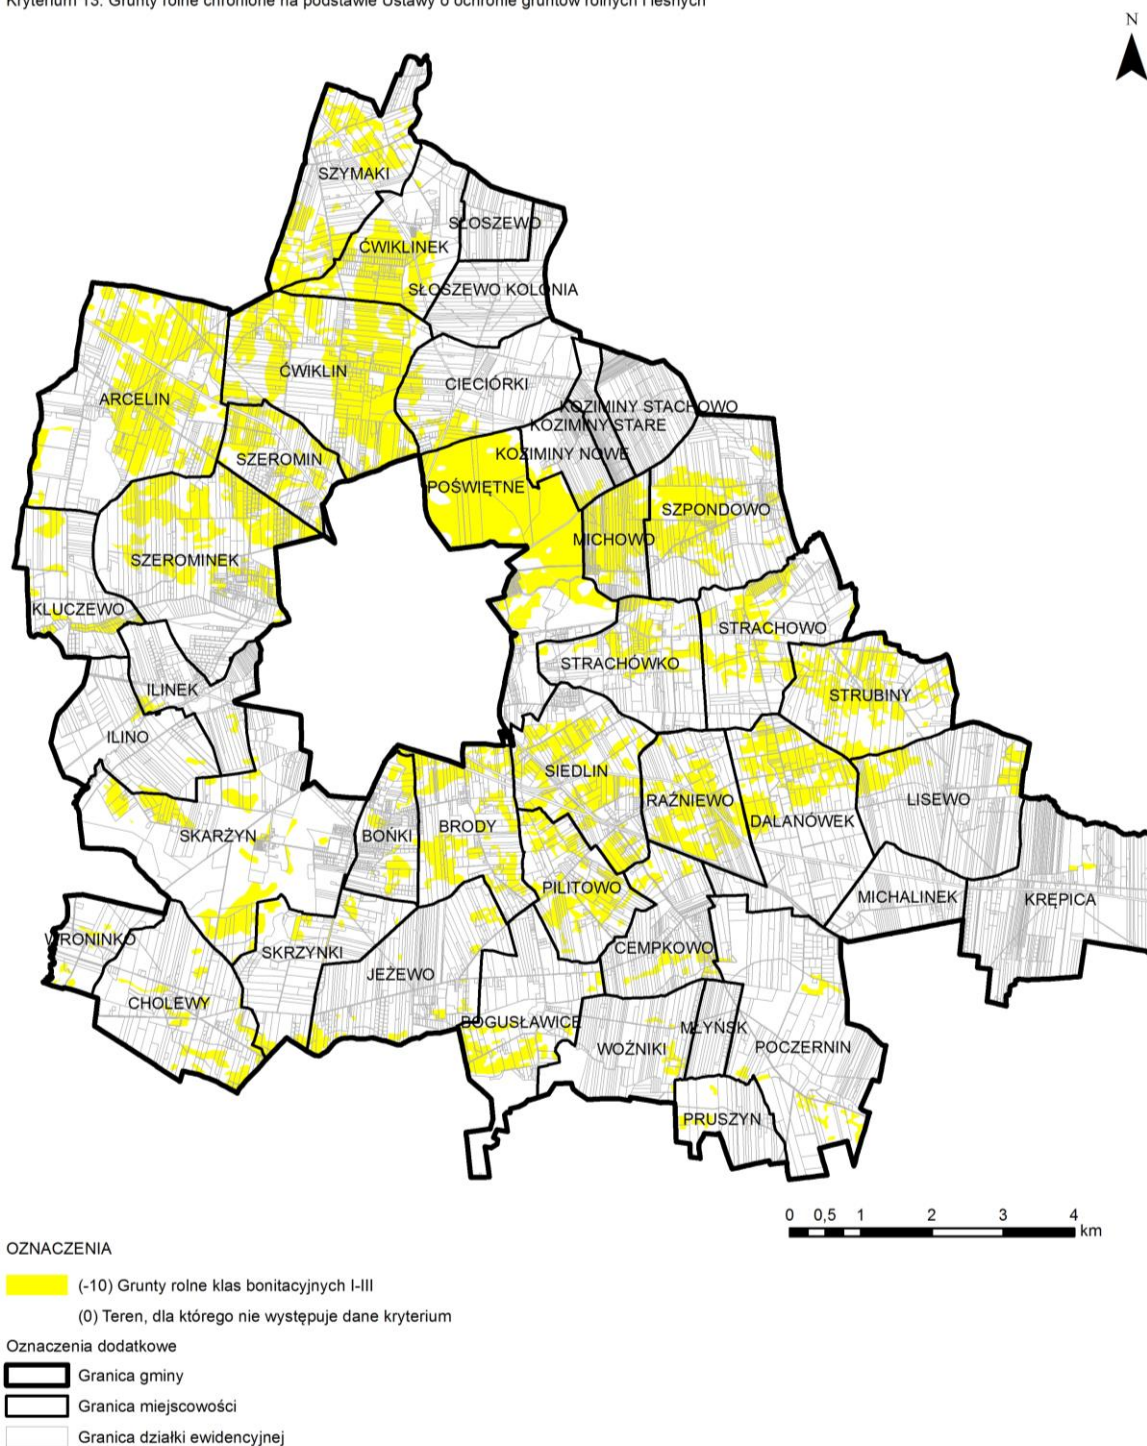 Kryterium 13. Grunty rolne chronione na podstawie Ustawy o ochronie gruntów rolnych i leśnych
N
SZYMAKI
SŁOSZEWO
ĆWIKLINEK
SŁOSZEWO KOLONIA
ĆWIKLIN
CIECIÓRKI
ARCELIN
KOZIMINY STACHOWO
KOZIMINY STARE
KOZIMINY NOWE
SZEROMIN
POŚWIĘTNE
SZPONDOWO
MICHOWO
SZEROMINEK
KLUCZEWO
STRACHOWO
STRACHÓWKO
ILINEK
STRUBINY
ILINO
SIEDLIN
RAŹNIEWO
LISEWO
DALANÓWEK
BRODY
BOŃKI
SKARŻYN
PILITOWO
MICHALINEK
KRĘPICA
WRONINKO
SKRZYNKI
CEMPKOWO
JEŻEWO
CHOLEWY
BOGUSŁAWICE
MŁYŃSK
WOŹNIKI
POCZERNIN
PRUSZYN
0 0,5 1 2 3 4
km
OZNACZENIA
(-10) Grunty rolne klas bonitacyjnych I-III
(0) Teren, dla którego nie występuje dane kryterium
Oznaczenia dodatkowe
Granica gminy
Granica miejscowości
Granica działki ewidencyjnej